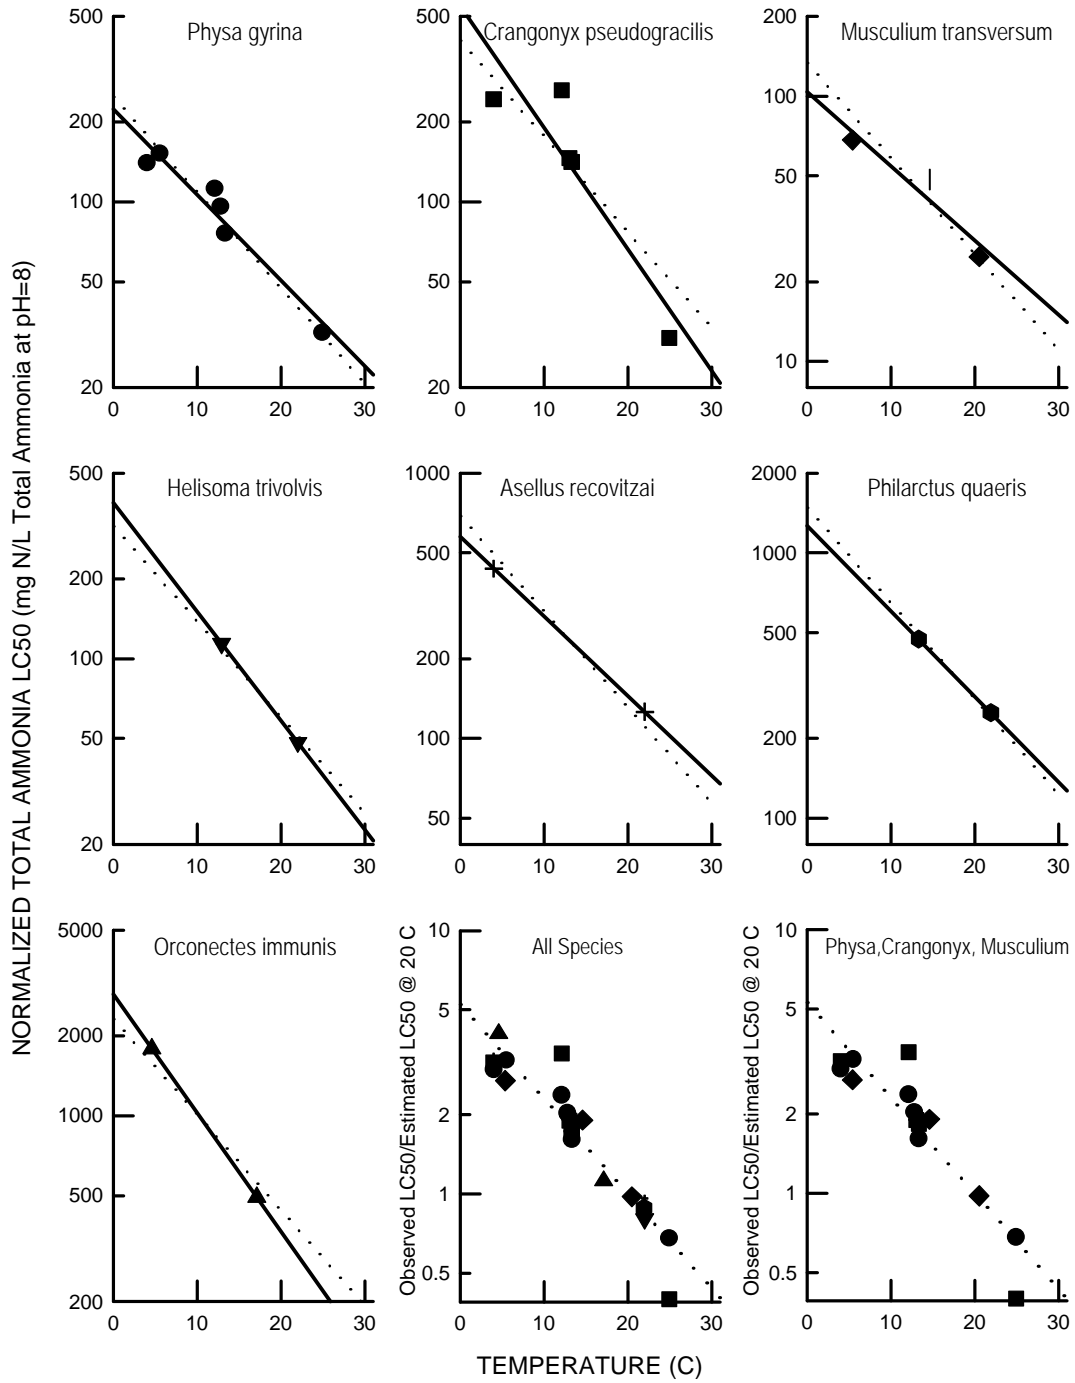 NORMALIZED TOTAL AMMONIA LC50 (mg N/L Total Ammonia at pH=8)
Physa gyrina
500
200
100
50
20
0 10 20 30
Crangonyx pseudogracilis
500
200
100
50
20
0 10 20 30
Musculium transversum
200
100
50
20
10
0 10 20 30
Helisoma trivolvis
500
200
100
50
20
0 10 20 30
Asellus recovitzai
1000
500
200
100
50
0 10 20 30
Philarctus quaeris
2000
1000
500
200
100
0 10 20 30
Orconectes immunis
5000
2000
1000
500
200
0 10 20 30
Observed LC50/Estimated LC50 @ 20 C
All Species
10
5
2
1
0.5
0 10 20 30
Observed LC50/Estimated LC50 @ 20 C
Physa,Crangonyx, Musculium
10
5
2
1
0.5
0 10 20 30
TEMPERATURE (C)